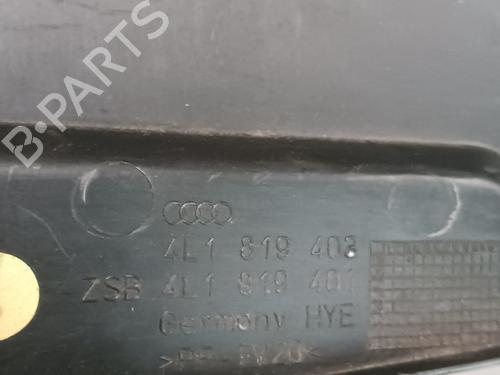 B-PARTS
4L1 819 403
ZSB 4L1 819 401
Germany HYE